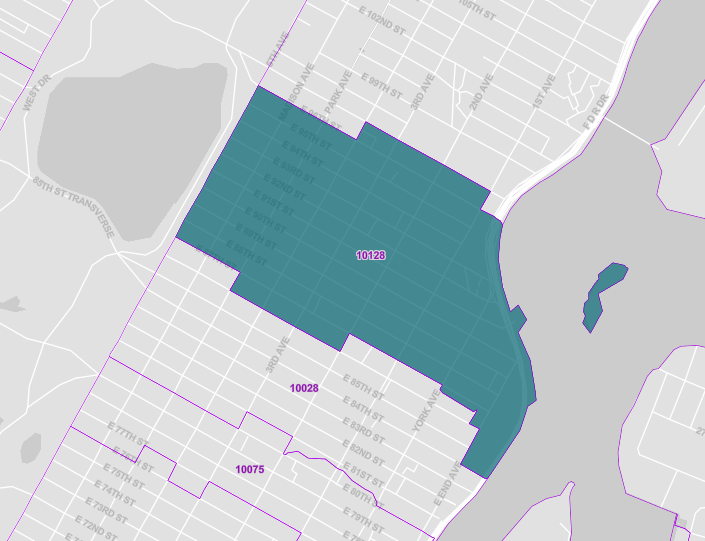 105TH ST
E 102ND ST
5TH AVE
MADISON AVE
PARK AVE
E 99TH ST
3RD AVE
2ND AVE
1ST AVE
F D R DR
WEST DR
E 95TH ST
E 94TH ST
E 93RD ST
E 92ND ST
E 91ST ST
E 90TH ST
E 89TH ST
E 88TH ST
85TH ST TRANSVERSE
10128
3RD AVE
10028
E 85TH ST
E 84TH ST
E 83RD ST
E 82ND ST
E 81ST ST
E 80TH ST
E 79TH ST
YORK AVE
E END AVE
10075
E 77TH ST
E 76TH ST
E 75TH ST
E 74TH ST
E 73RD ST
E 72ND ST